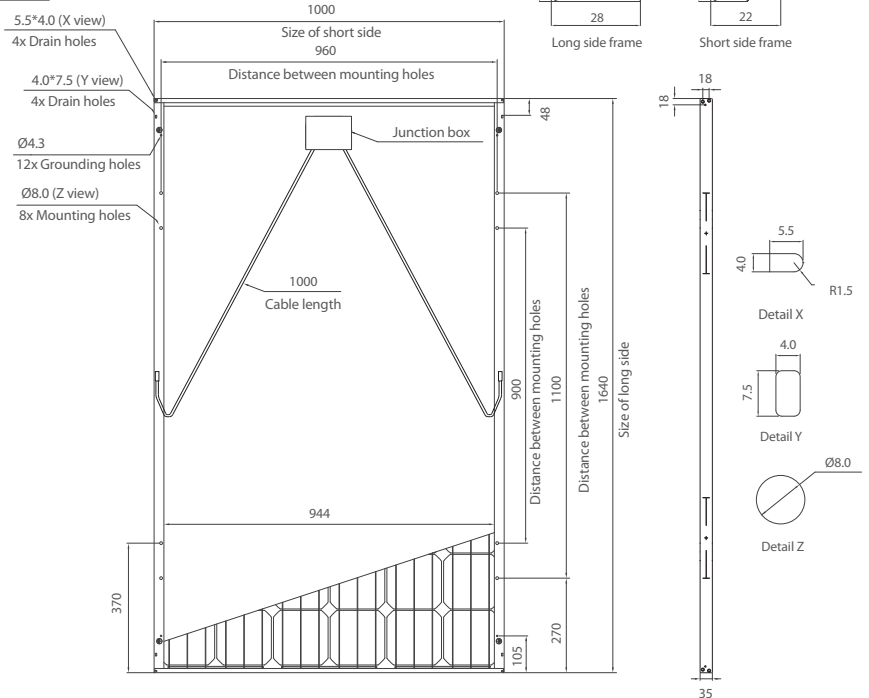 5.5*4.0 (X view)
4x Drain holes
4.0*7.5 (Y view)
4x Drain holes
Ø4.3
12x Grounding holes
Ø8.0 (Z view)
8x Mounting holes
1000
Size of short side
960
Distance between mounting holes
48
Junction box
1000
Cable length
900
Distance between mounting holes
1100
Distance between mounting holes
1640
Size of long side
944
370
105
270
28
Long side frame
22
Short side frame
18
18
35
5.5
4.0
R1.5
Detail X
4.0
7.5
Detail Y
Ø8.0
Detail Z